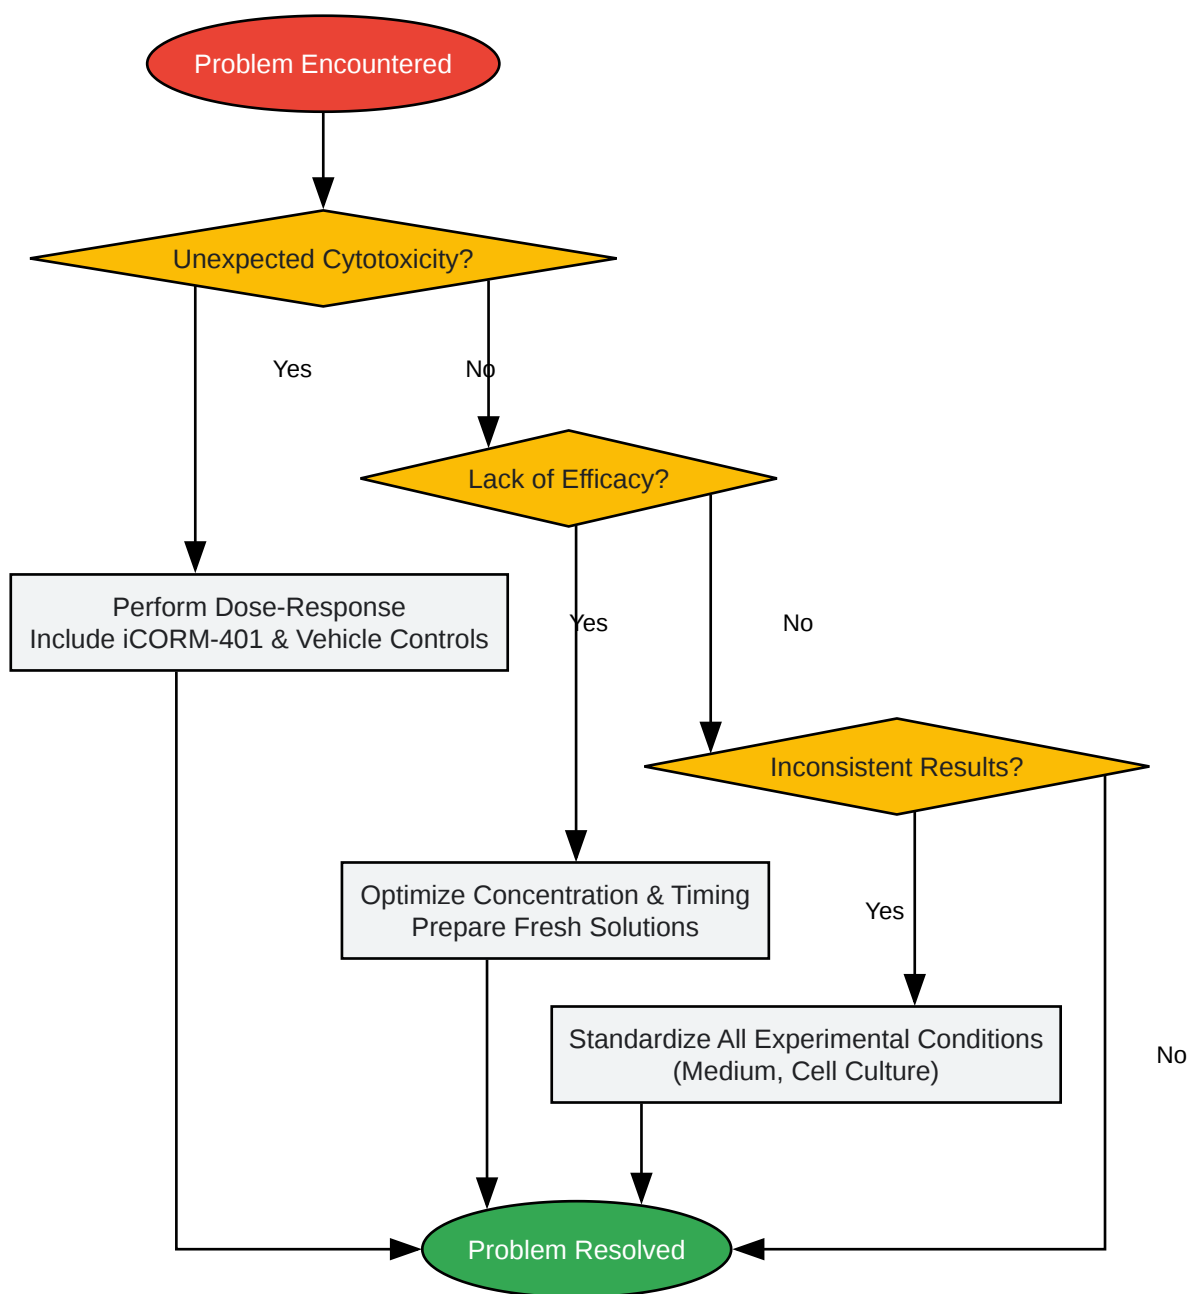 Problem Encountered
Unexpected Cytotoxicity?
Yes
No
Lack of Efficacy?
Perform Dose-Response
Include iCORM-401 & Vehicle Controls
Yes
No
Inconsistent Results?
Optimize Concentration & Timing
Prepare Fresh Solutions
Yes
Standardize All Experimental Conditions
(Medium, Cell Culture)
No
Problem Resolved